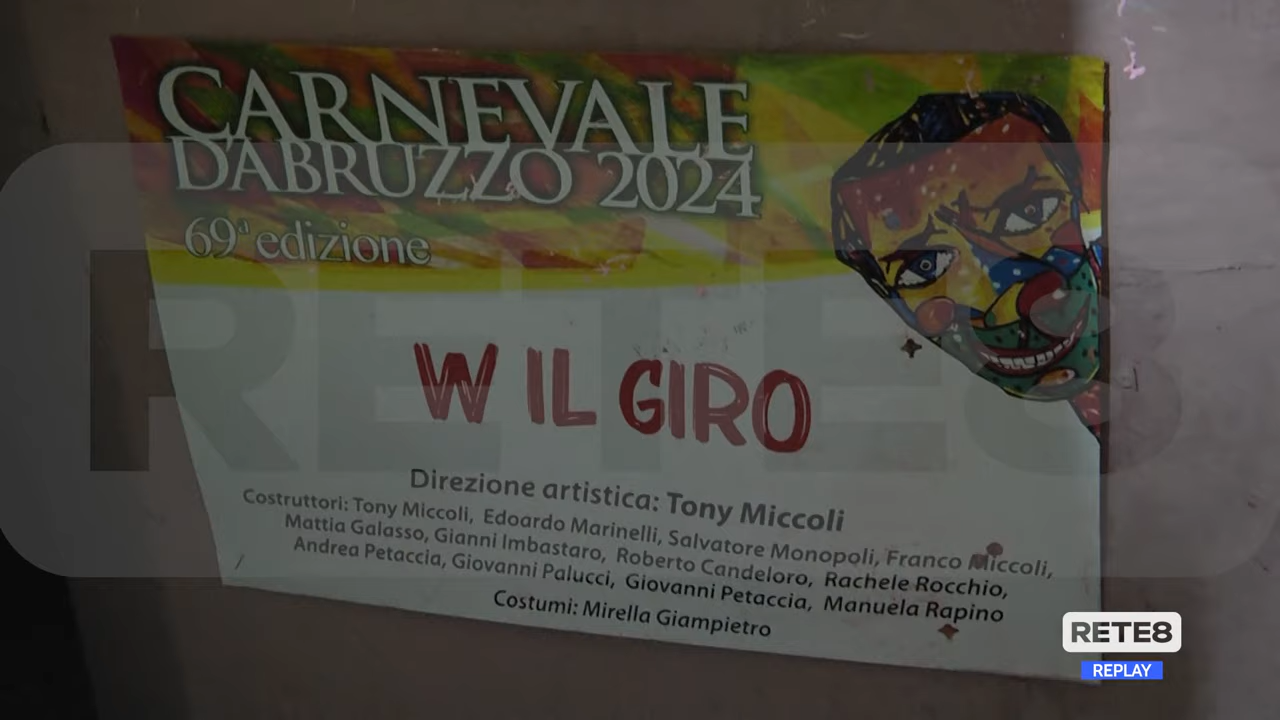 CARNEVALE
D'ABRUZZO 2024
69ª edizione
W IL GIRO
Direzione artistica: Tony Miccoli
Costruttori: Tony Miccoli, Edoardo Marinelli, Salvatore Monopoli, Franco Miccoli,
Mattia Galasso, Gianni Imbastaro, Roberto Candeloro, Rachele Rocchio,
Andrea Petaccia, Giovanni Palucci, Giovanni Petaccia, Manuela Rapino
Costumi: Mirella Giampietro
RETE8
RETE8
REPLAY